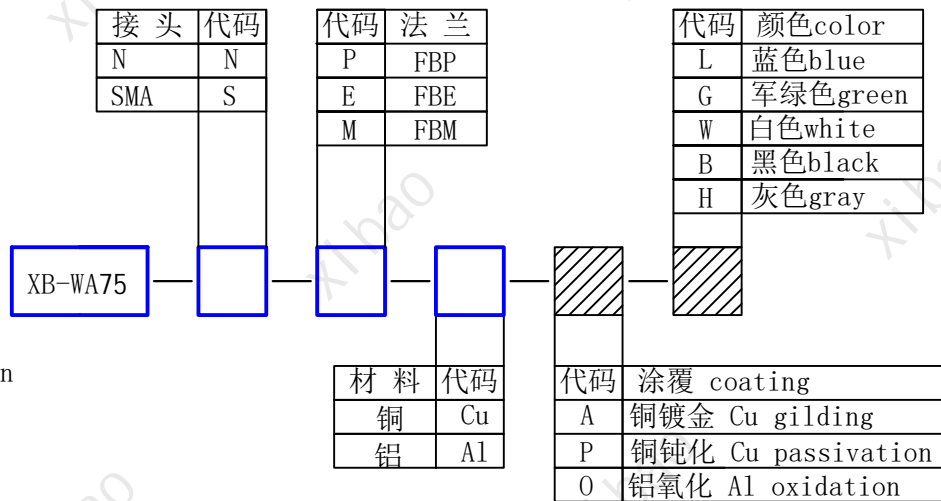 接 头 代码
N N
SMA S
代码 法 兰
P FBP
E FBE
M FBM
代码 颜色color
L 蓝色blue
G 军绿色green
W 白色white
B 黑色black
H 灰色gray
XB-WA75
n
材 料 代码
铜 Cu
铝 Al
代码 涂覆 coating
A 铜镀金 Cu gilding
P 铜钝化 Cu passivation
O 铝氧化 Al oxidation
xibao
xibao